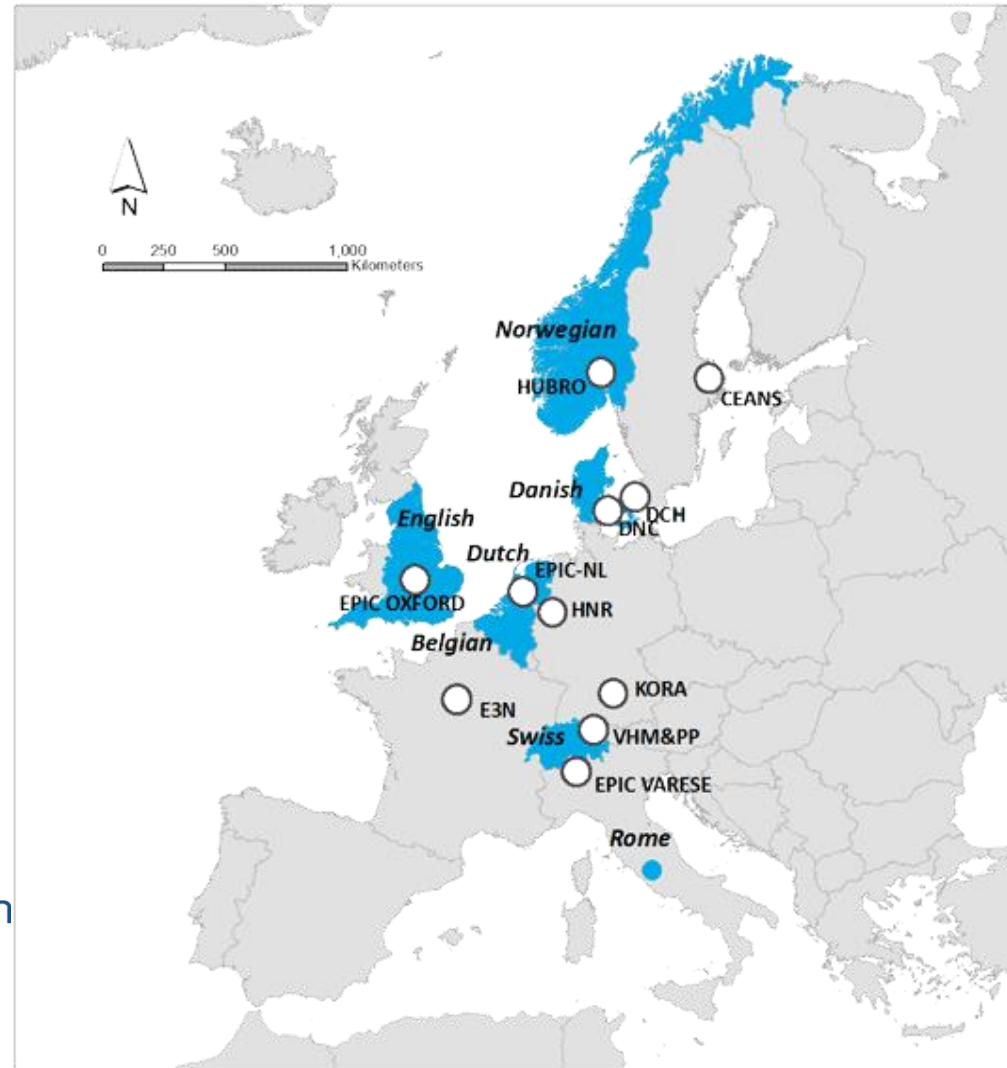 N
0 250 500 1,000
Kilometers
Norwegian
HUBRO
CEANS
Danish
DCH
DNC
English
Dutch
EPIC-NL
EPIC OXFORD
HNR
Belgian
KORA
E3N
Swiss
VHM&PP
EPIC VARESE
Rome
n